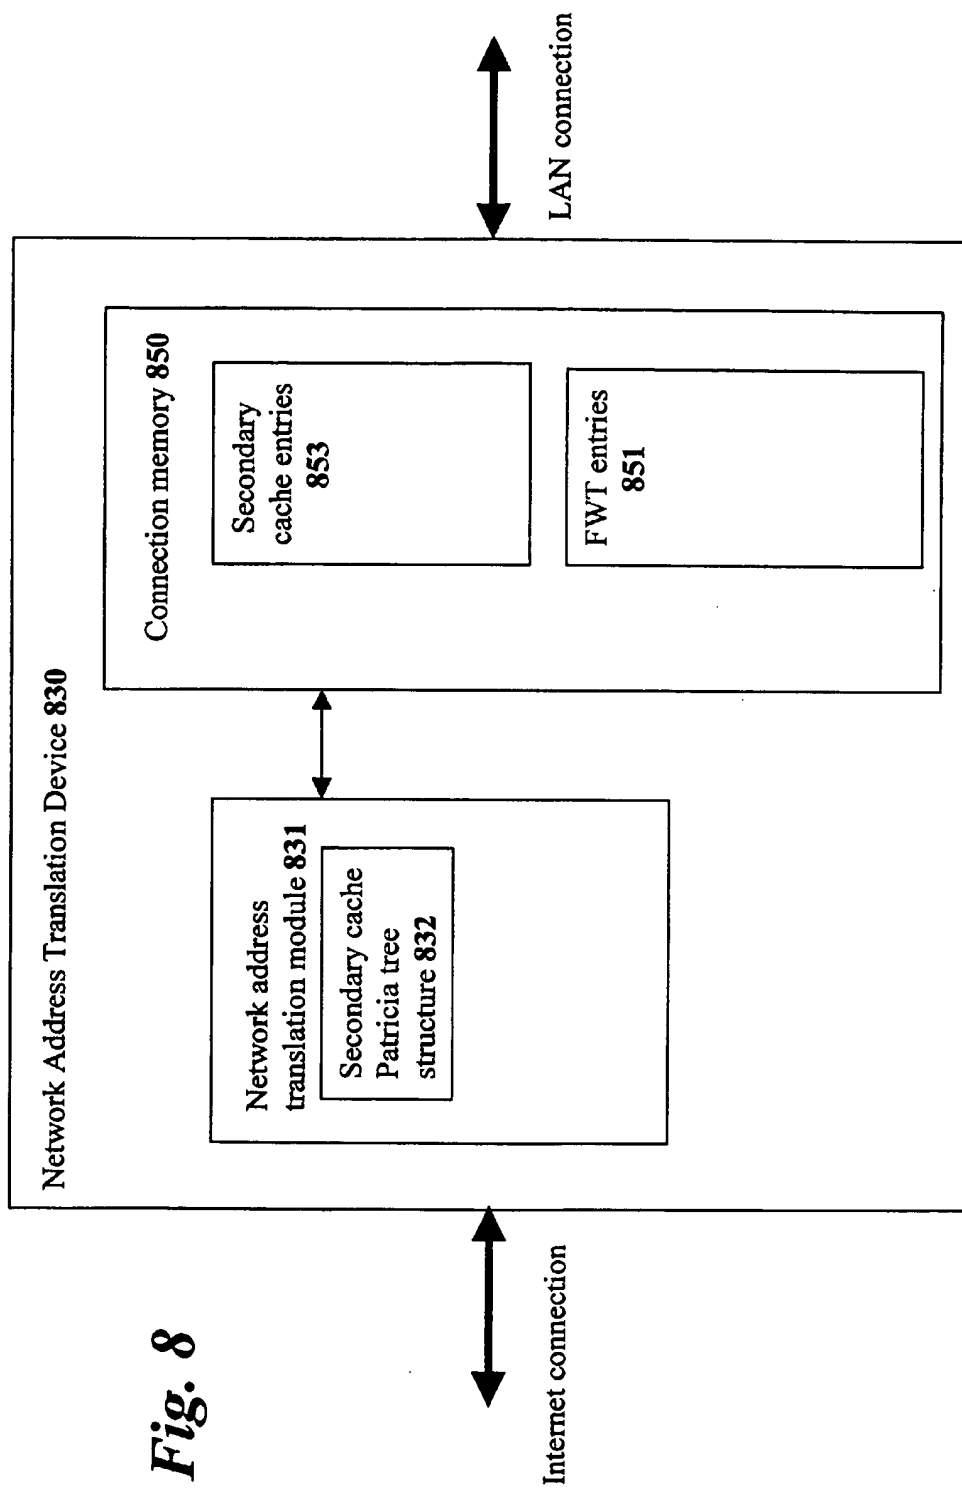 Fig. 8
Network Address Translation Device 830
Network address
translation module 831
Secondary cache
Patricia tree
structure 832
Connection memory 850
Secondary
cache entries
853
FWT entries
851
Internet connection
LAN connection